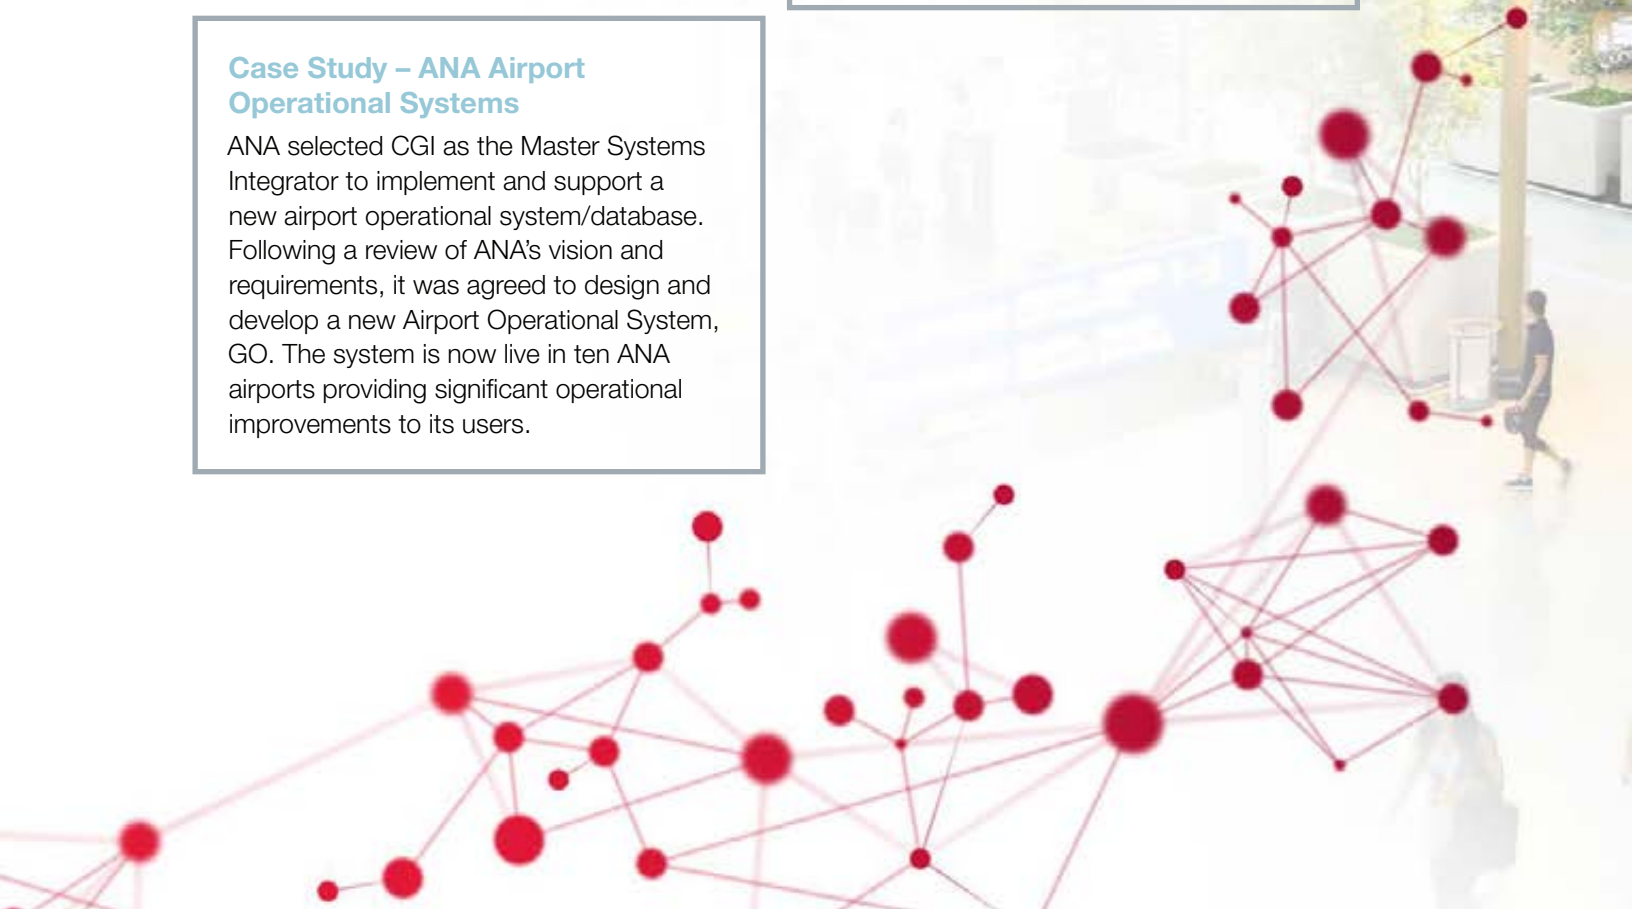 Case Study – ANA Airport
Operational Systems
ANA selected CGI as the Master Systems
Integrator to implement and support a
new airport operational system/database.
Following a review of ANA’s vision and
requirements, it was agreed to design and
develop a new Airport Operational System,
GO. The system is now live in ten ANA
airports providing significant operational
improvements to its users.